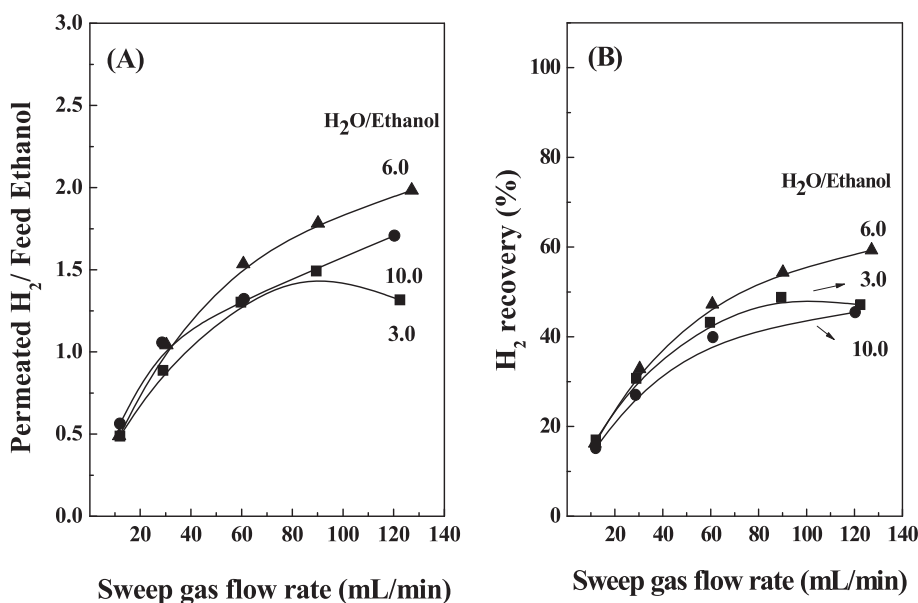 (A)
3.0
2.5
2.0
1.5
1.0
0.5
0.0
Permeated H₂/ Feed Ethanol
H₂O/Ethanol
6.0
10.0
3.0
20 40 60 80 100 120 140
Sweep gas flow rate (mL/min)
(B)
100
80
60
40
20
0
H₂ recovery (%)
H₂O/Ethanol
6.0
3.0
10.0
20 40 60 80 100 120 140
Sweep gas flow rate (mL/min)